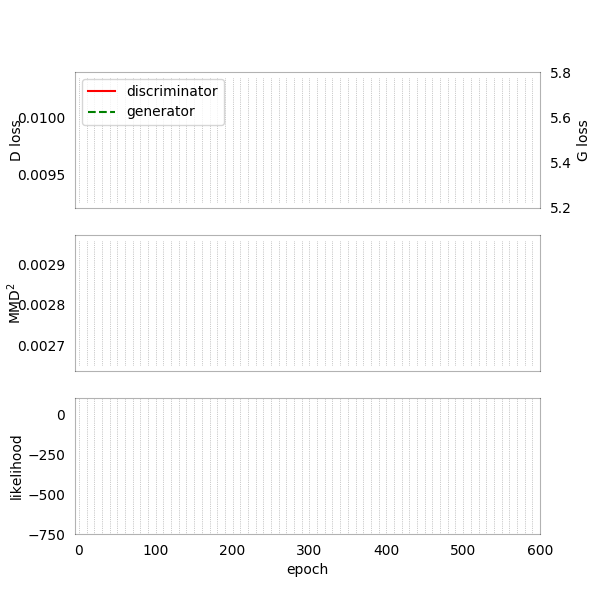 5.8
discriminator
generator
0.0100
5.6
D loss
G loss
5.4
0.0095
5.2
0.0029
MMD²
0.0028
0.0027
0
−250
likelihood
−500
−750
0 100 200 300 400 500 600
epoch